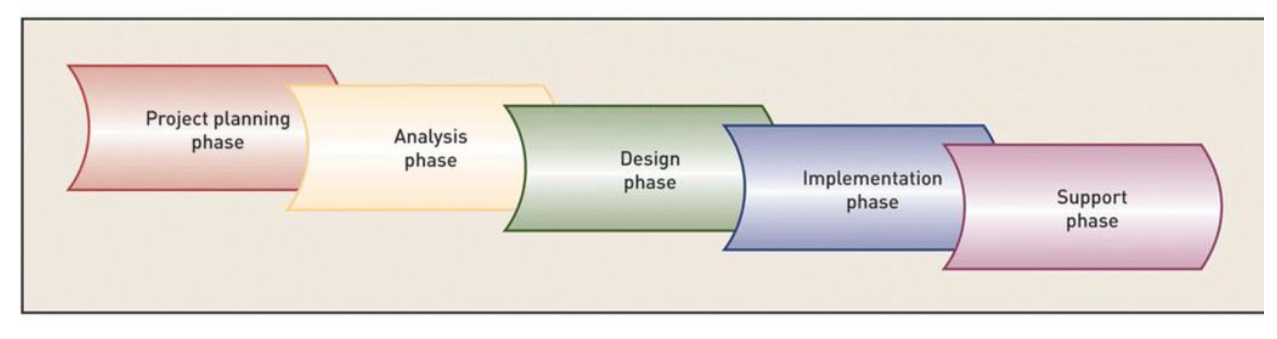 Project planning
phase
Analysis
phase
Design
phase
Implementation
phase
Support
phase